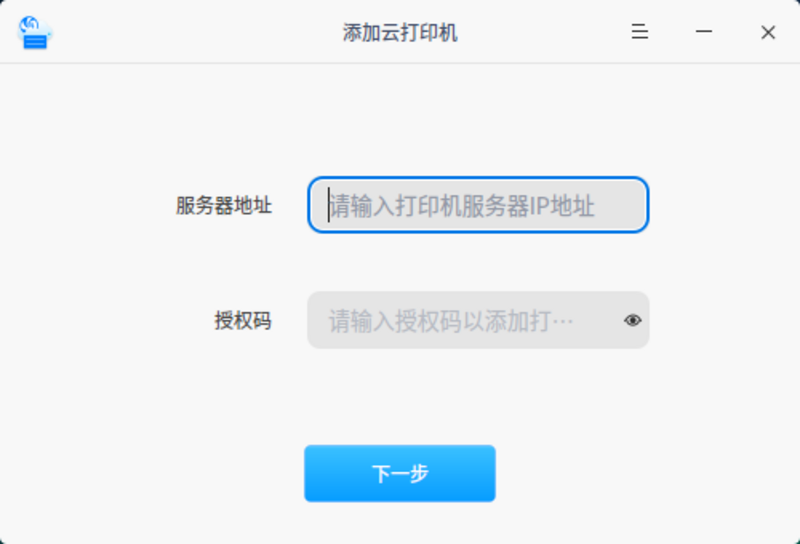 添加云打印机
服务器地址
请输入打印机服务器IP地址
授权码
请输入授权码以添加打…
下一步